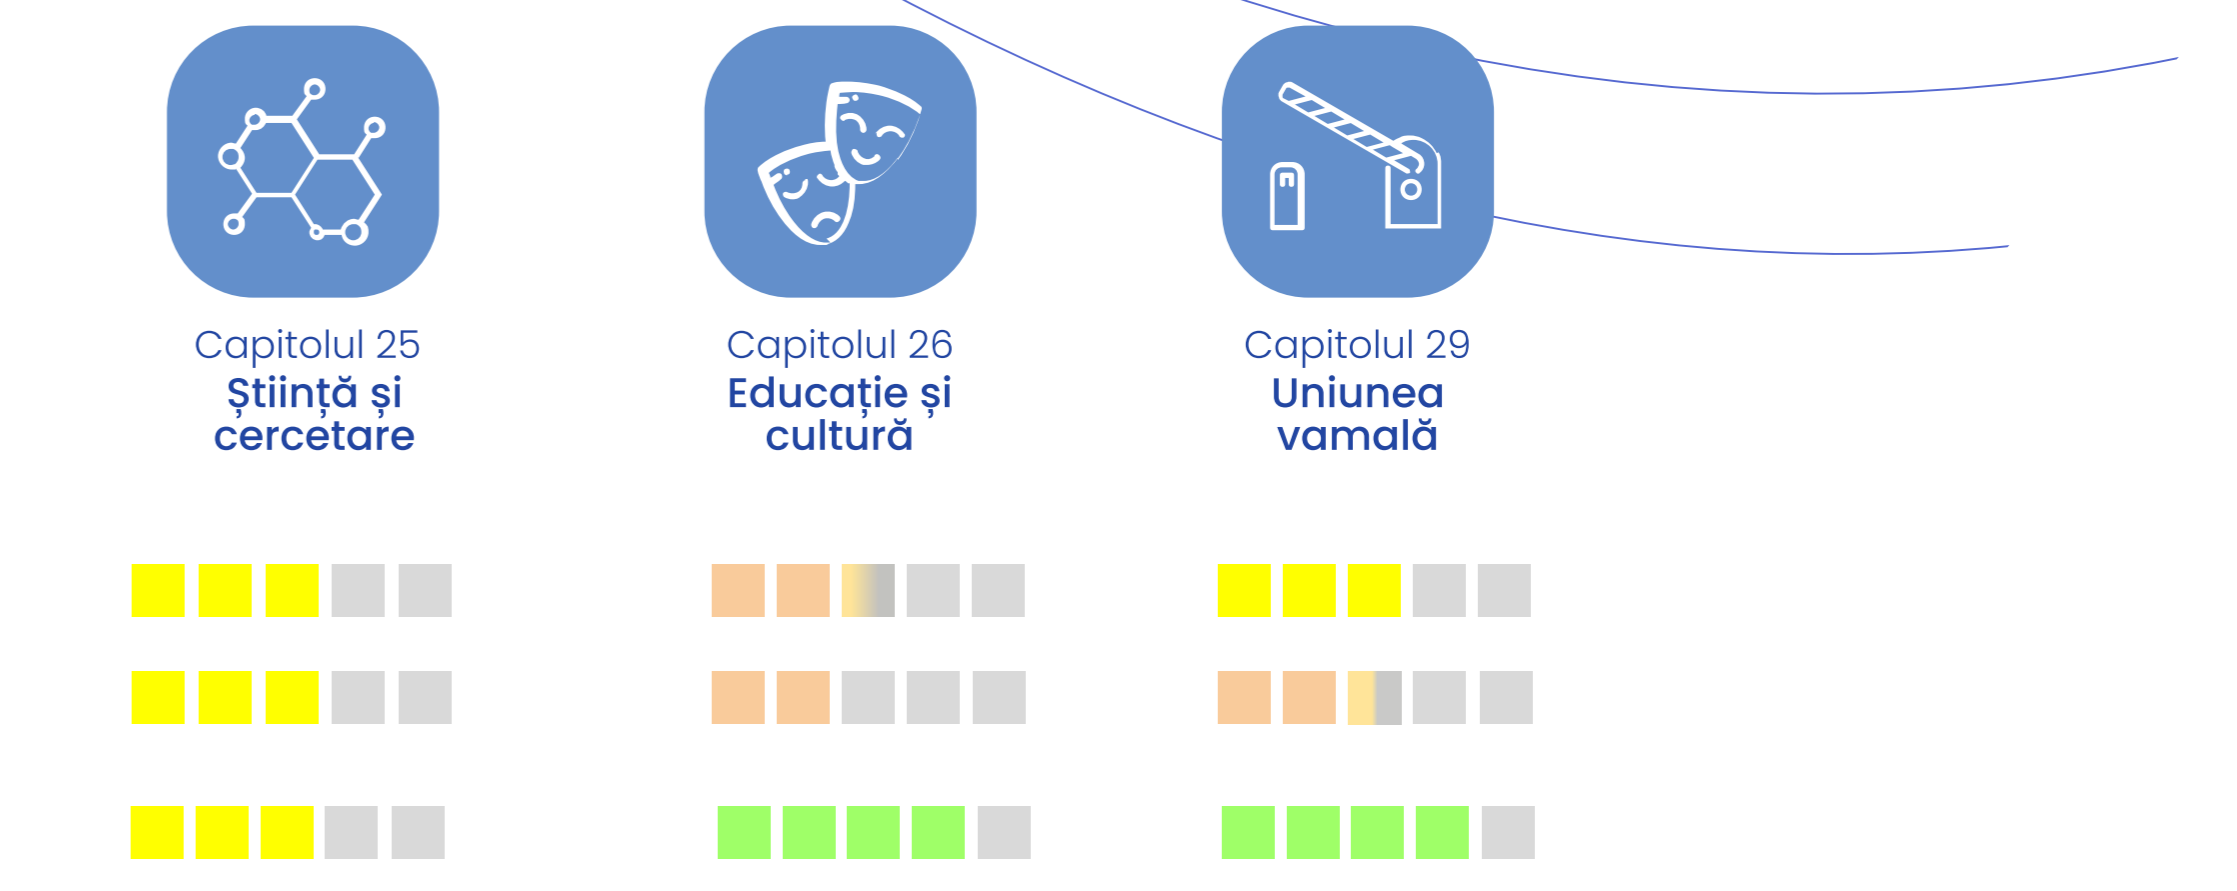 Capitolul 25
Știință și
cercetare
Capitolul 26
Educație și
cultură
Capitolul 29
Uniunea
vamală